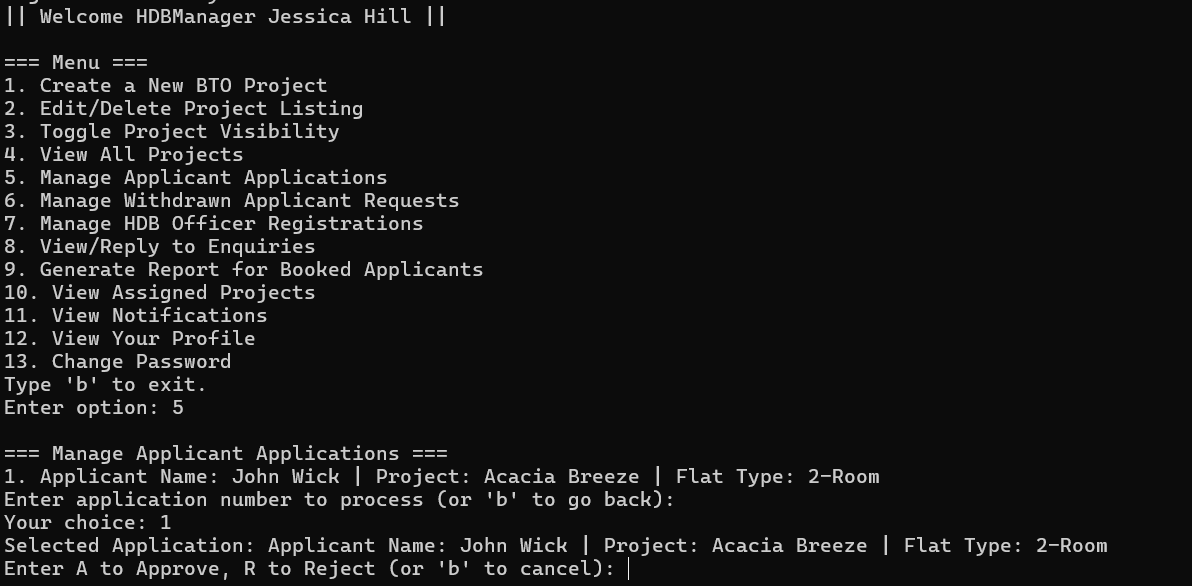 || Welcome HDBManager Jessica Hill ||
=== Menu ===
1. Create a New BTO Project
2. Edit/Delete Project Listing
3. Toggle Project Visibility
4. View All Projects
5. Manage Applicant Applications
6. Manage Withdrawn Applicant Requests
7. Manage HDB Officer Registrations
8. View/Reply to Enquiries
9. Generate Report for Booked Applicants
10. View Assigned Projects
11. View Notifications
12. View Your Profile
13. Change Password
Type 'b' to exit.
Enter option: 5
=== Manage Applicant Applications ===
1. Applicant Name: John Wick | Project: Acacia Breeze | Flat Type: 2-Room
Enter application number to process (or 'b' to go back):
Your choice: 1
Selected Application: Applicant Name: John Wick | Project: Acacia Breeze | Flat Type: 2-Room
Enter A to Approve, R to Reject (or 'b' to cancel):